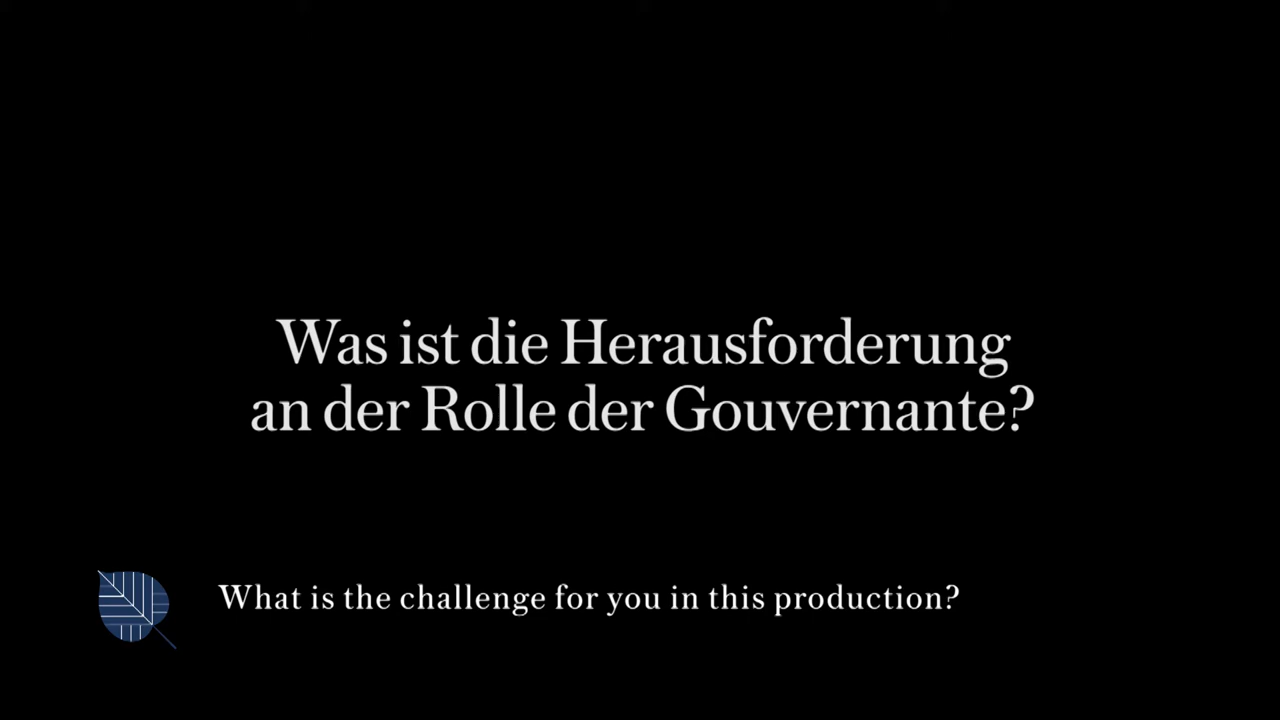 Was ist die Herausforderung
an der Rolle der Gouvernante?
What is the challenge for you in this production?